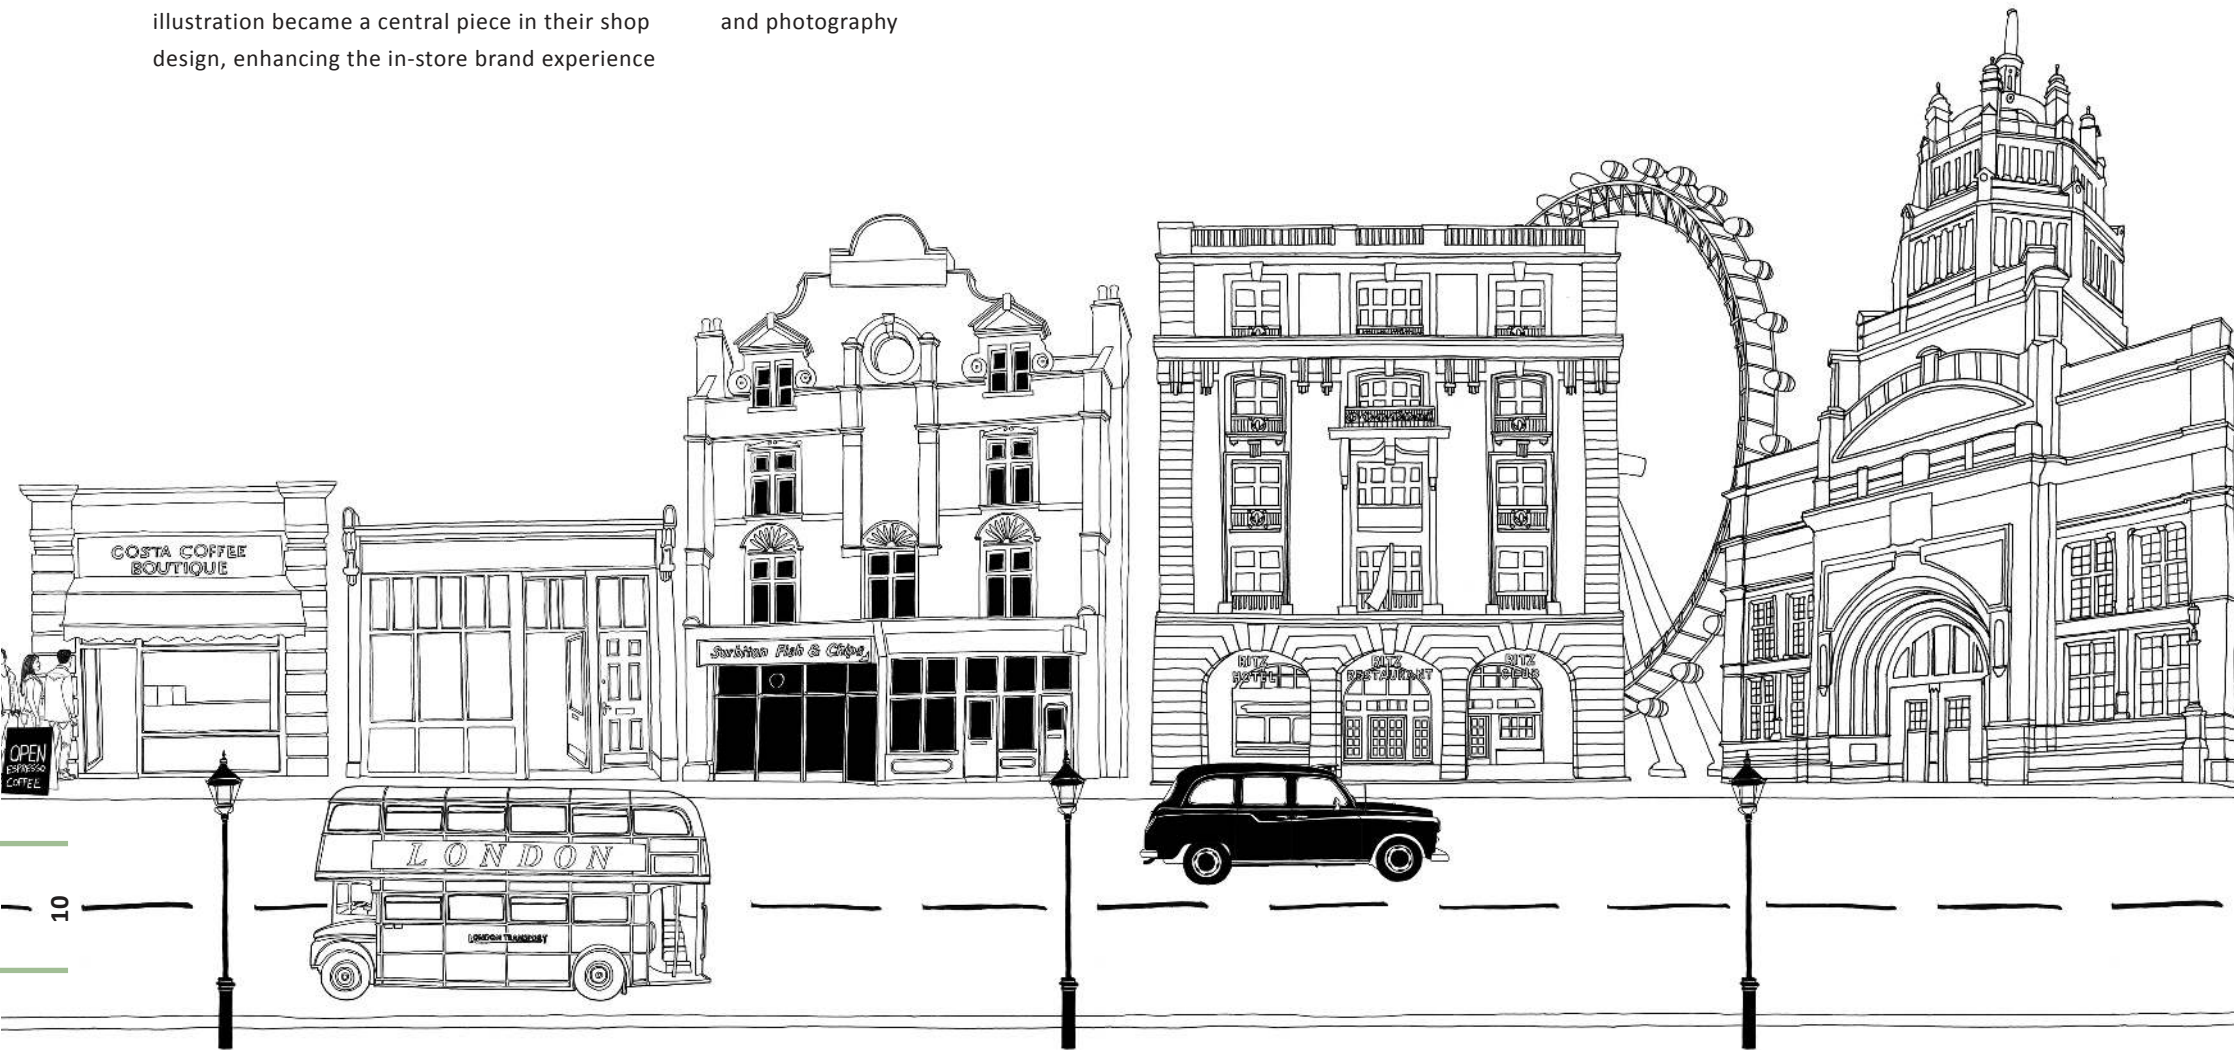 illustration became a central piece in their shop
design, enhancing the in-store brand experience
and photography
COSTA COFFEE
BOUTIQUE
Surbiton Fish & Chips
RITZ
HOTEL
RITZ
RESTAURANT
RITZ
CLUB
OPEN
ESPRESSO
COFFEE
LONDON
LONDON TRANSPORT
10